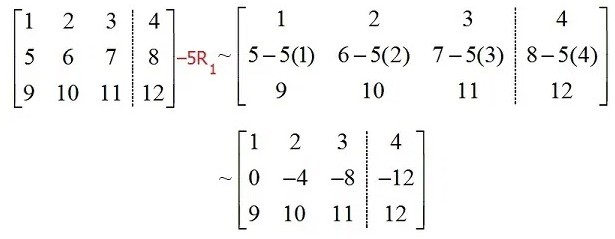 [1 2 3 | 4] ~ [1 2 3 | 4]
[5 6 7 | 8] −5R₁ [5−5(1) 6−5(2) 7−5(3) | 8−5(4)]
[9 10 11 | 12] [9 10 11 | 12]
~ [1 2 3 | 4]
[0 −4 −8 | −12]
[9 10 11 | 12]